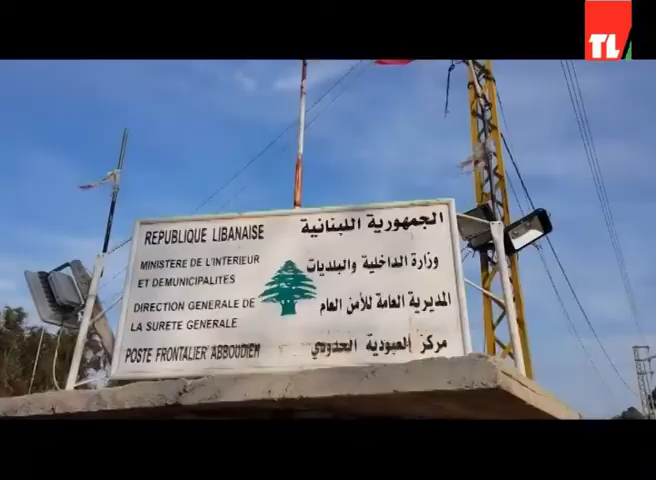 TL
REPUBLIQUE LIBANAISE
MINISTERE DE L'INTERIEUR
ET DEMUNICIPALITES
DIRECTION GENERALE DE
LA SURETE GENERALE
POSTE FRONTALIER ABBOUDIEH
الجمهورية اللبنانية
وزارة الداخلية والبلديات
المديرية العامة للأمن العام
مركز العبودية الحدودي